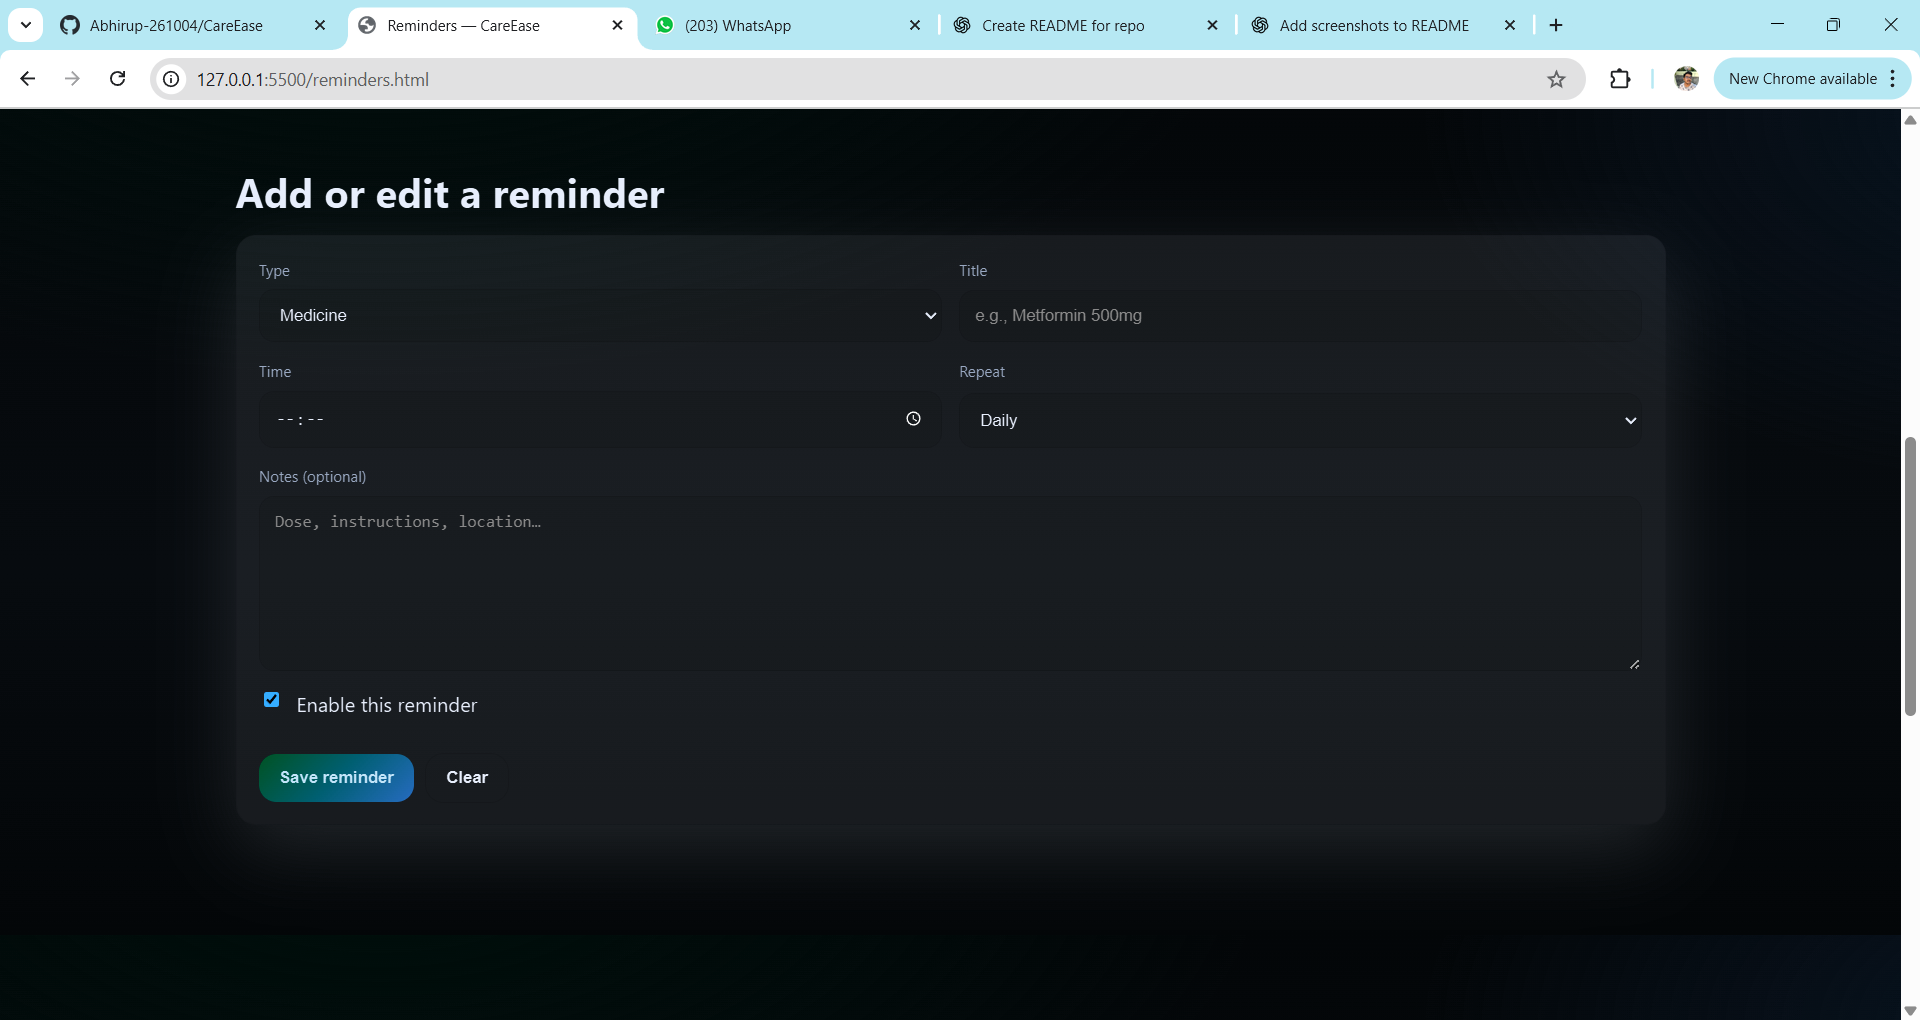 Abhirup-261004/CareEase
Reminders — CareEase
(203) WhatsApp
Create README for repo
Add screenshots to README
127.0.0.1:5500/reminders.html
New Chrome available
Add or edit a reminder
Type
Title
Medicine
e.g., Metformin 500mg
Time
Repeat
--:--
Daily
Notes (optional)
Dose, instructions, location…
Enable this reminder
Save reminder
Clear